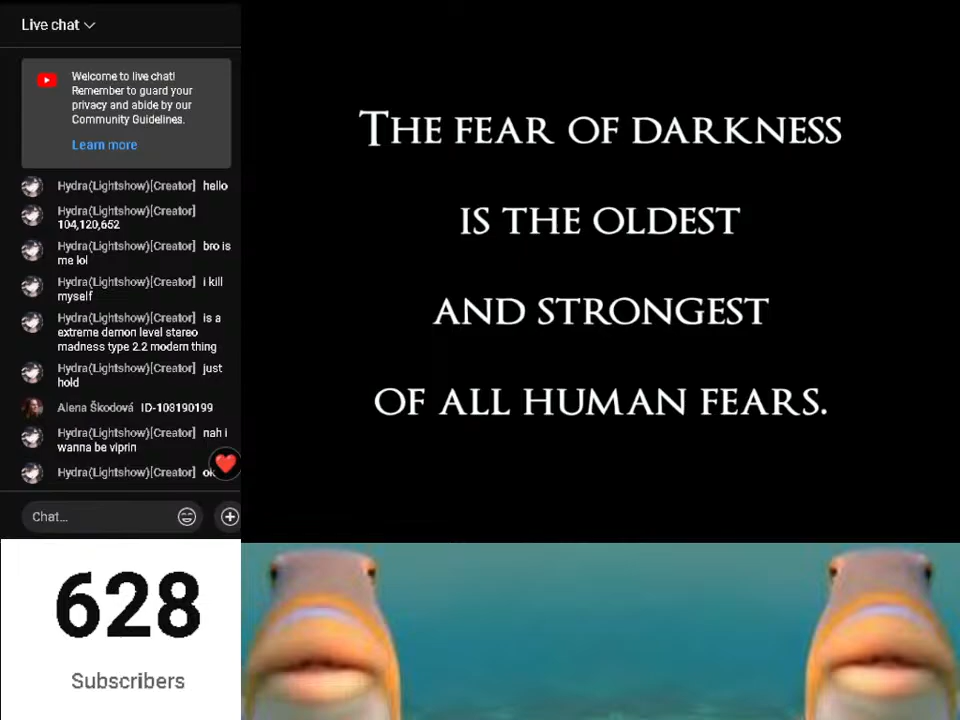 Live chat
Welcome to live chat!
Remember to guard your
privacy and abide by our
Community Guidelines.
Learn more
Hydra(Lightshow)[Creator] hello
Hydra(Lightshow)[Creator]
104,120,652
Hydra(Lightshow)[Creator] bro is
me lol
Hydra(Lightshow)[Creator] i kill
myself
Hydra(Lightshow)[Creator] is a
extreme demon level stereo
madness type 2.2 modern thing
Hydra(Lightshow)[Creator] just
hold
Alena Škodová ID-103190199
Hydra(Lightshow)[Creator] nah i
wanna be viprin
Hydra(Lightshow)[Creator] ok
Chat...
628
Subscribers
THE FEAR OF DARKNESS
IS THE OLDEST
AND STRONGEST
OF ALL HUMAN FEARS.